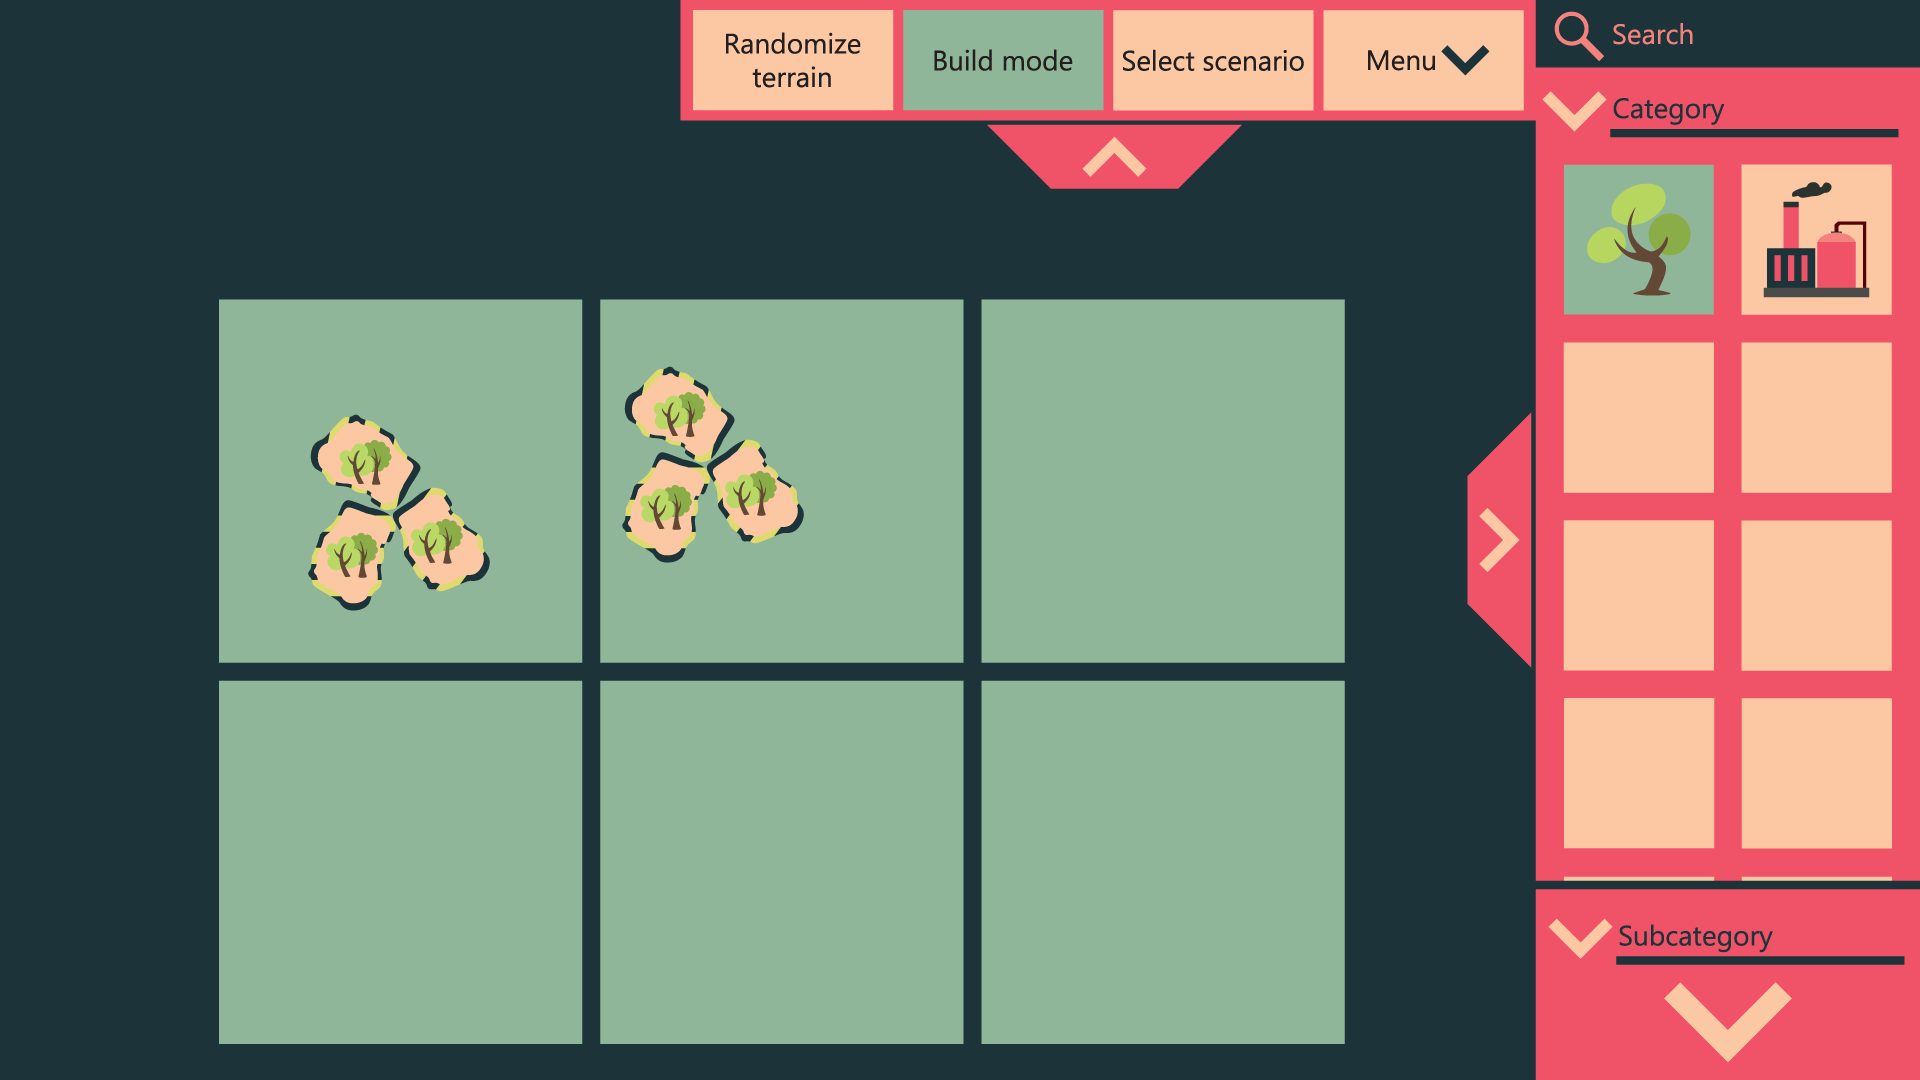 Randomize
terrain
Build mode
Select scenario
Menu
Search
Category
Subcategory